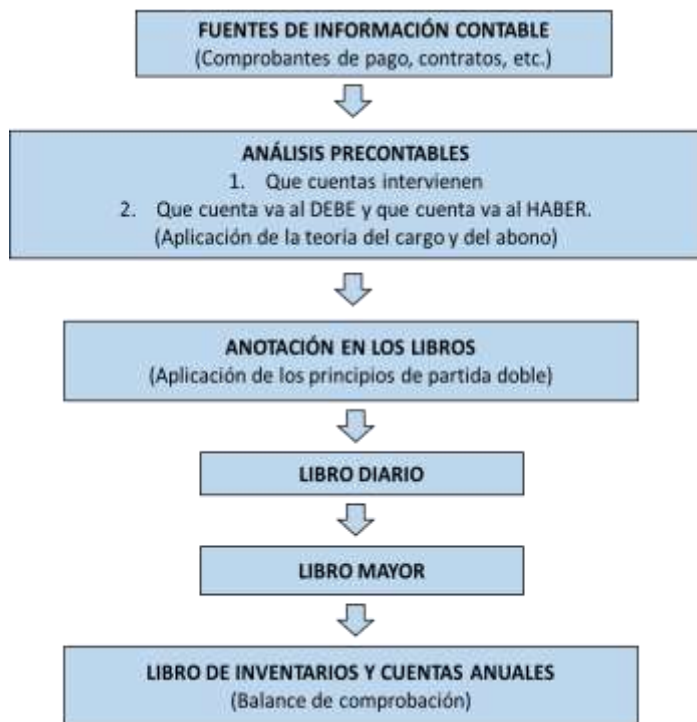 FUENTES DE INFORMACIÓN CONTABLE
(Comprobantes de pago, contratos, etc.)
ANÁLISIS PRECONTABLES
1. Que cuentas intervienen
2. Que cuenta va al DEBE y que cuenta va al HABER.
(Aplicación de la teoria del cargo y del abono)
ANOTACIÓN EN LOS LIBROS
(Aplicación de los principios de partida doble)
LIBRO DIARIO
LIBRO MAYOR
LIBRO DE INVENTARIOS Y CUENTAS ANUALES
(Balance de comprobación)